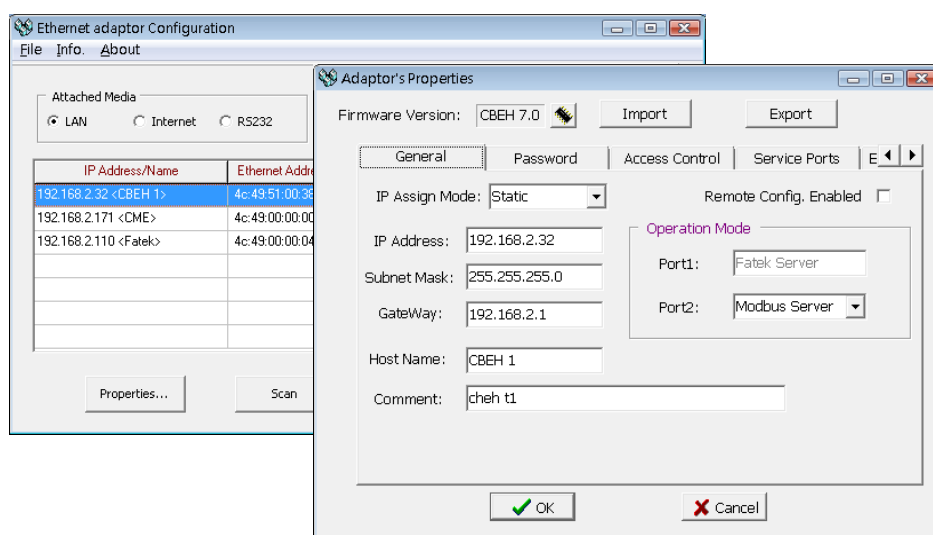 Ethernet adaptor Configuration
File Info. About
Attached Media
LAN Internet RS232
IP Address/Name Ethernet Addre
192.168.2.32 <CBEH 1> 4c:49:51:00:38
192.168.2.171 <CME> 4c:49:00:00:00
192.168.2.110 <Fatek> 4c:49:00:00:04
Properties... Scan
Adaptor's Properties
Firmware Version: CBEH 7.0 Import Export
General Password Access Control Service Ports E
IP Assign Mode: Static Remote Config. Enabled
IP Address: 192.168.2.32
Subnet Mask: 255.255.255.0
GateWay: 192.168.2.1
Host Name: CBEH 1
Comment: cheh t1
Operation Mode
Port1: Fatek Server
Port2: Modbus Server
OK Cancel